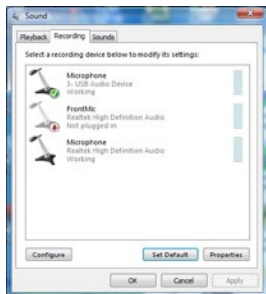 Sound
Playback Recording Sounds
Select a recording device below to modify its settings:
Microphone
3- USB Audio Device
Working
FrontMic
Realtek High Definition Audio
Not plugged in
Microphone
Realtek High Definition Audio
Working
Configure Set Default Properties
OK Cancel Apply